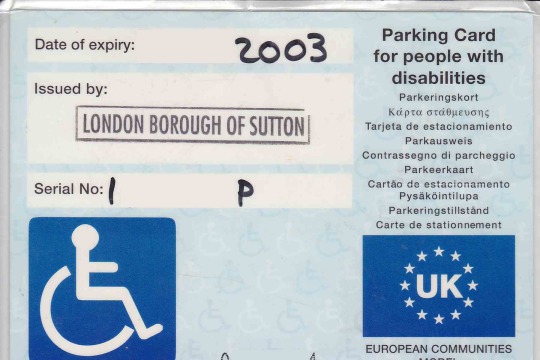 Date of expiry: 2003
Issued by:
LONDON BOROUGH OF SUTTON
Serial No: 1 P
Parking Card
for people with
disabilities
Parkeringskort
Κάρτα στάθμευσης
Tarjeta de estacionamiento
Parkausweis
Contrassegno di parcheggio
Parkeerkaart
Cartão de estacionamento
Pysäköintilupa
Parkeringstillstånd
Carte de stationnement
UK
EUROPEAN COMMUNITIES
MODEL